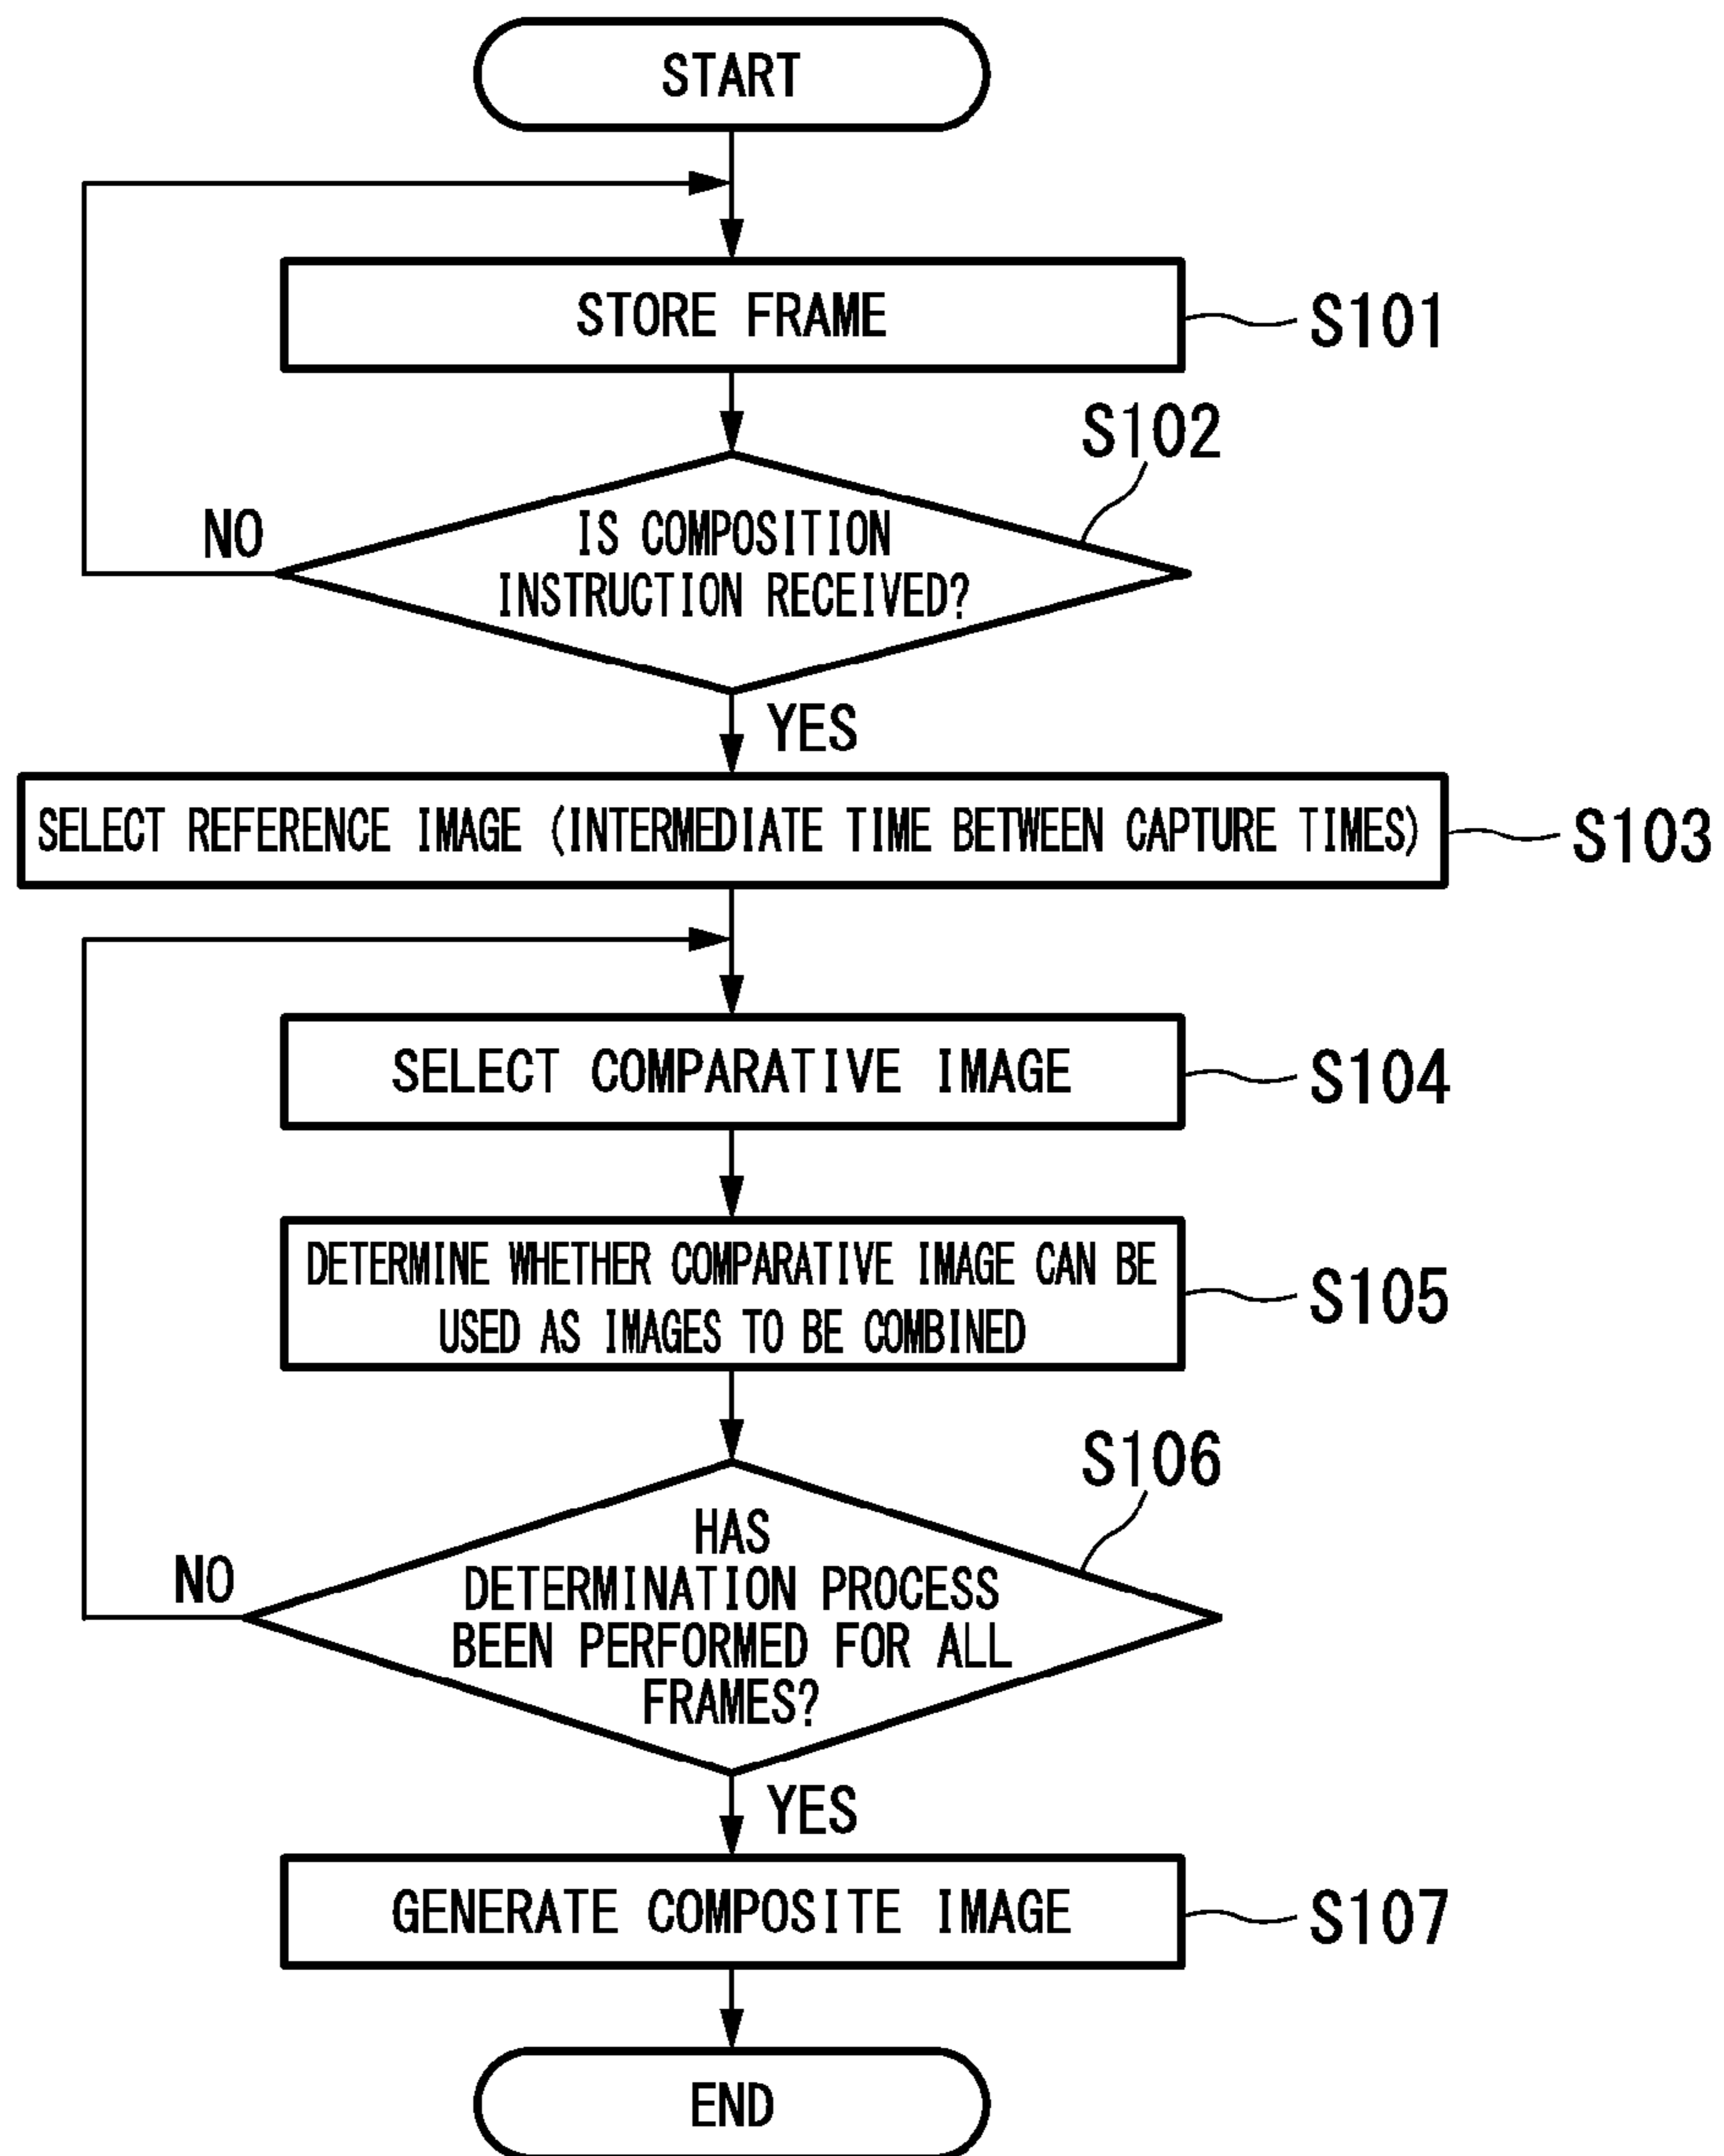 START
STORE FRAME
S101
S102
IS COMPOSITION
INSTRUCTION RECEIVED?
NO
YES
SELECT REFERENCE IMAGE (INTERMEDIATE TIME BETWEEN CAPTURE TIMES)
S103
SELECT COMPARATIVE IMAGE
S104
DETERMINE WHETHER COMPARATIVE IMAGE CAN BE
USED AS IMAGES TO BE COMBINED
S105
S106
HAS
DETERMINATION PROCESS
BEEN PERFORMED FOR ALL
FRAMES?
NO
YES
GENERATE COMPOSITE IMAGE
S107
END